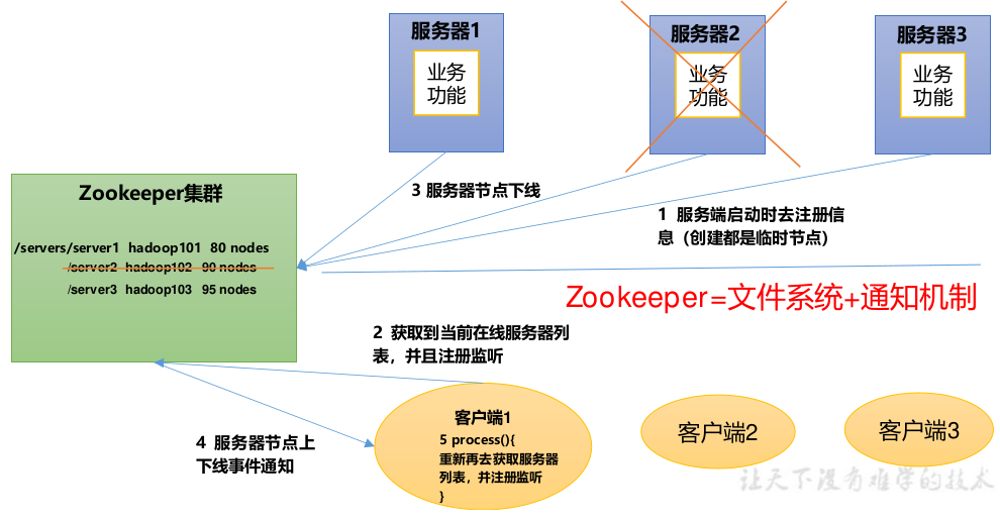 服务器1
业务
功能
服务器2
业务
功能
服务器3
业务
功能
3 服务器节点下线
1 服务端启动时去注册信
息（创建都是临时节点）
Zookeeper集群
/servers/server1 hadoop101 80 nodes
/server2 hadoop102 90 nodes
/server3 hadoop103 95 nodes
Zookeeper=文件系统+通知机制
2 获取到当前在线服务器列
表，并且注册监听
4 服务器节点上
下线事件通知
客户端1
5 process(){
重新再去获取服务器
列表，并注册监听
}
客户端2
客户端3
让天下没有难学的技术